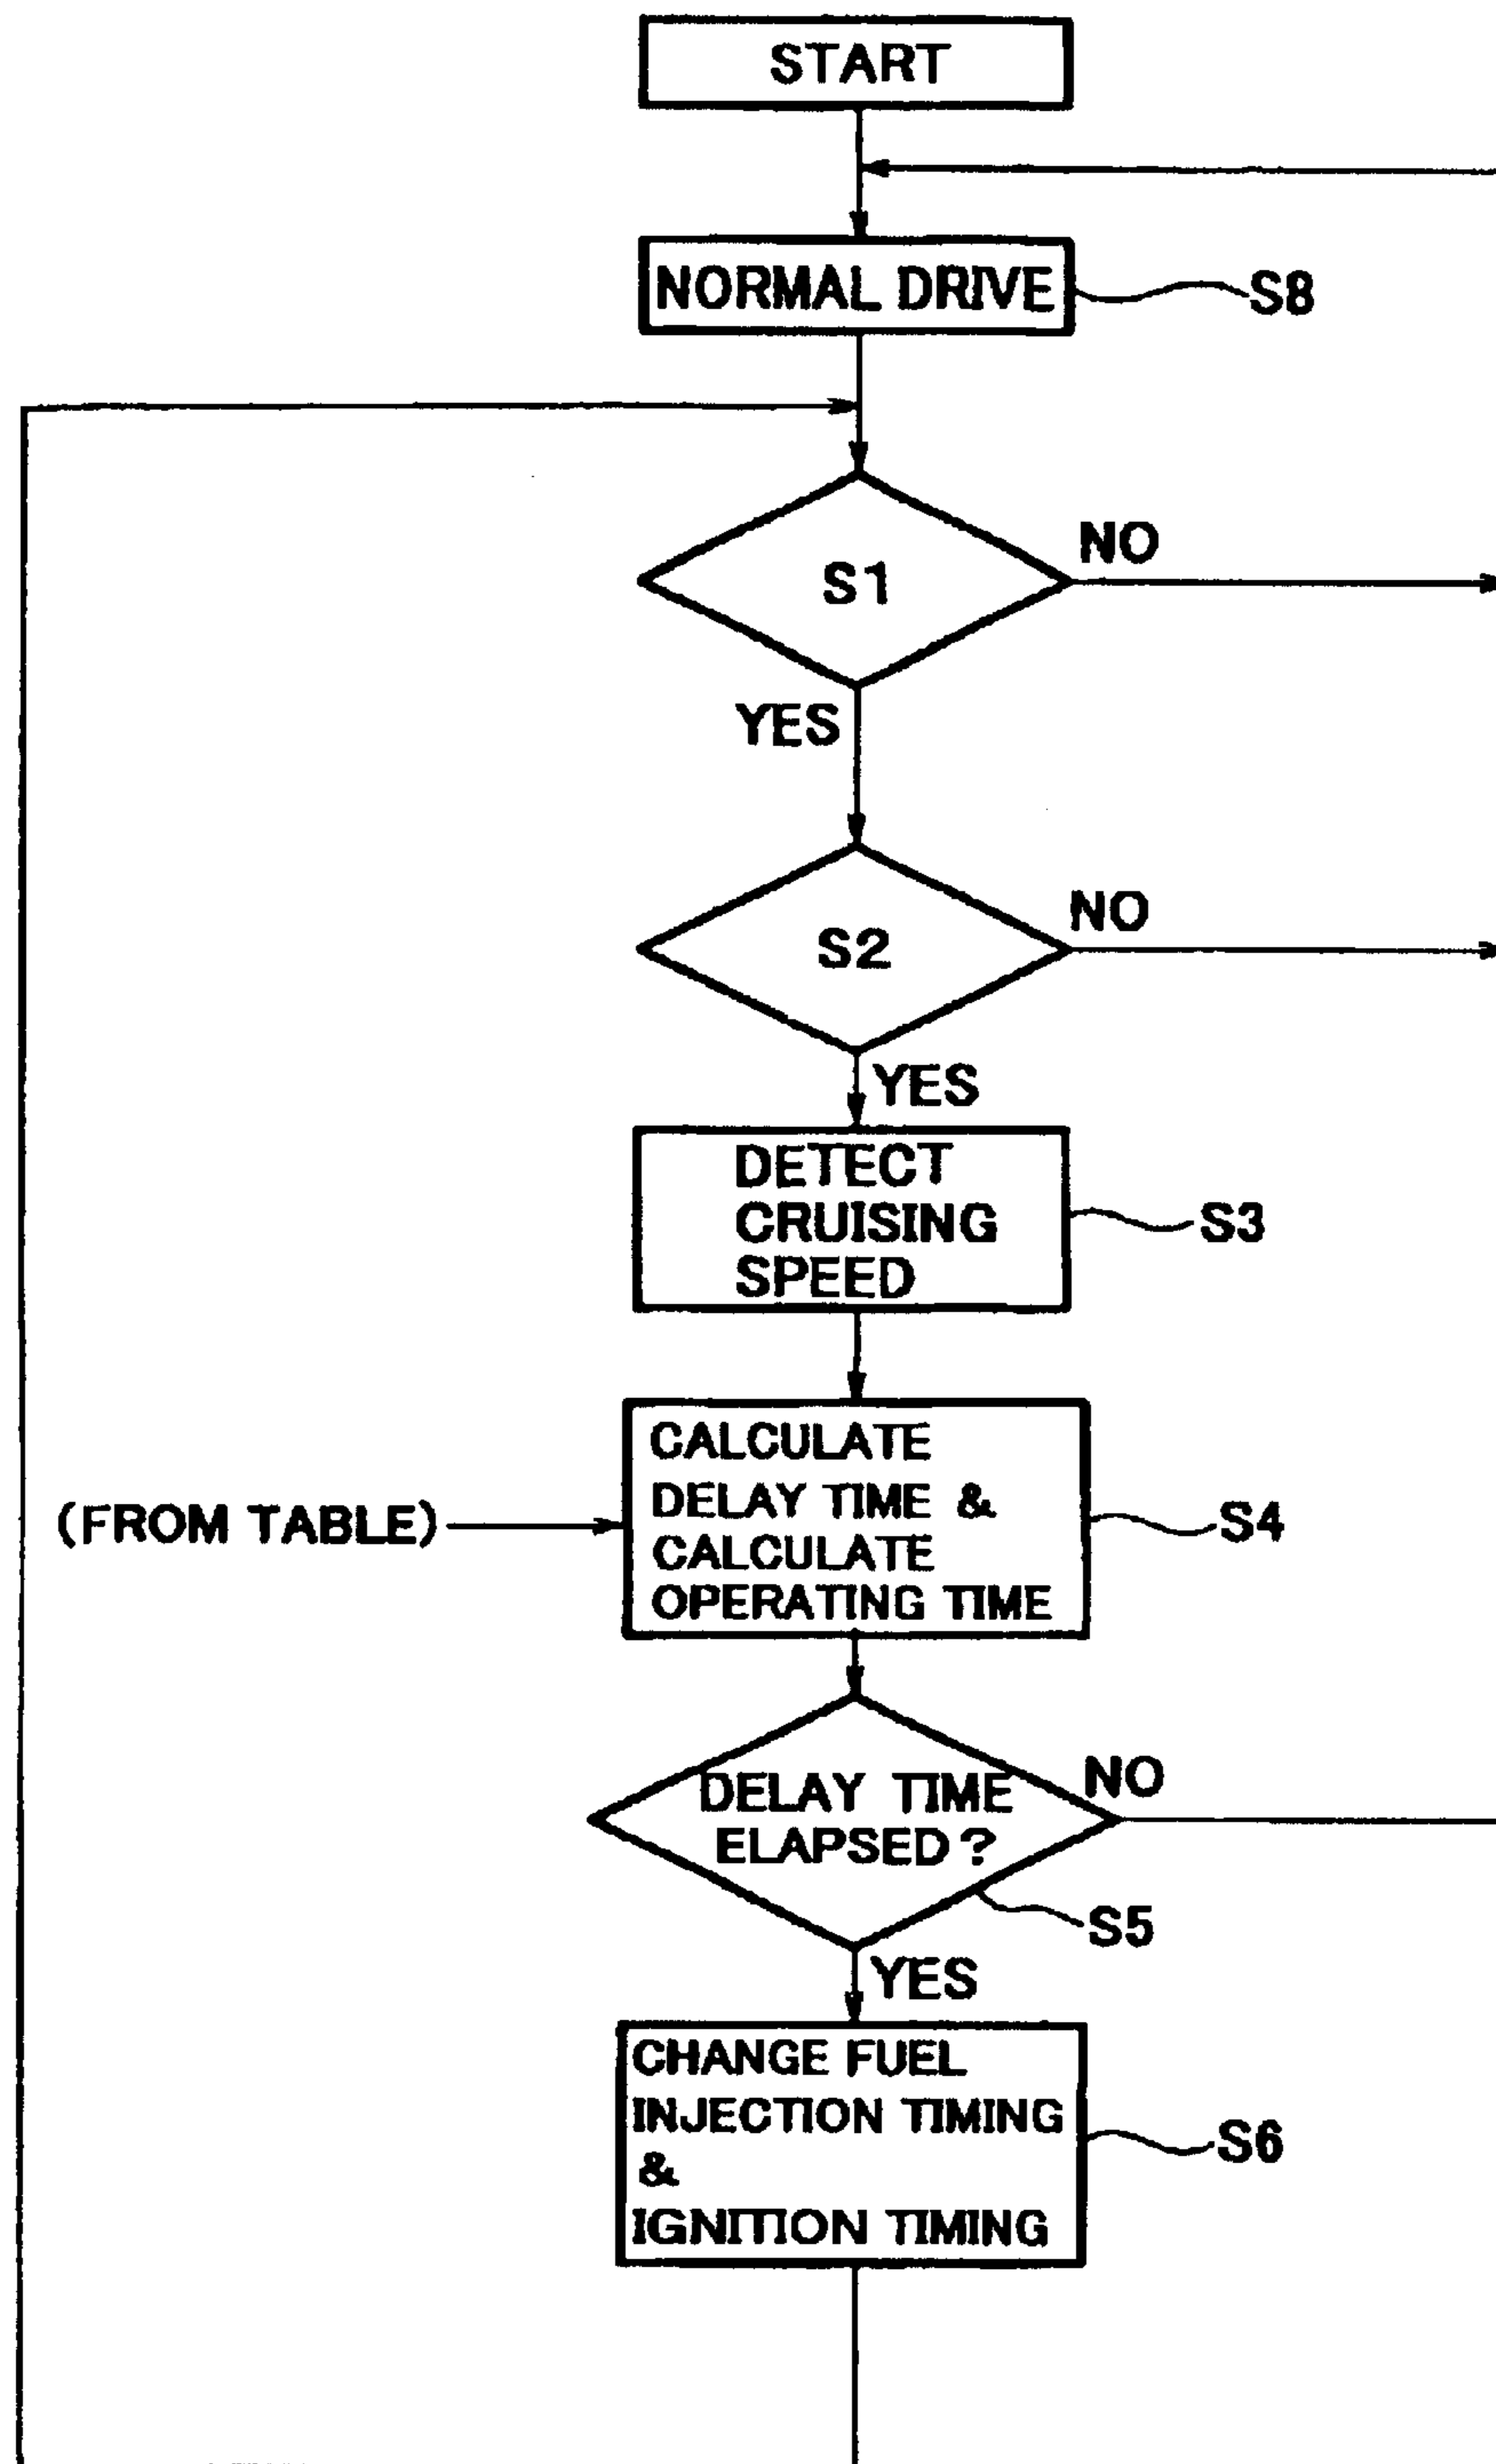 START
NORMAL DRIVE
S8
S1
NO
YES
S2
NO
YES
DETECT
CRUISING
SPEED
S3
CALCULATE
DELAY TIME &
CALCULATE
OPERATING TIME
(FROM TABLE)
S4
DELAY TIME
ELAPSED?
NO
S5
YES
CHANGE FUEL
INJECTION TIMING
&
IGNITION TIMING
S6